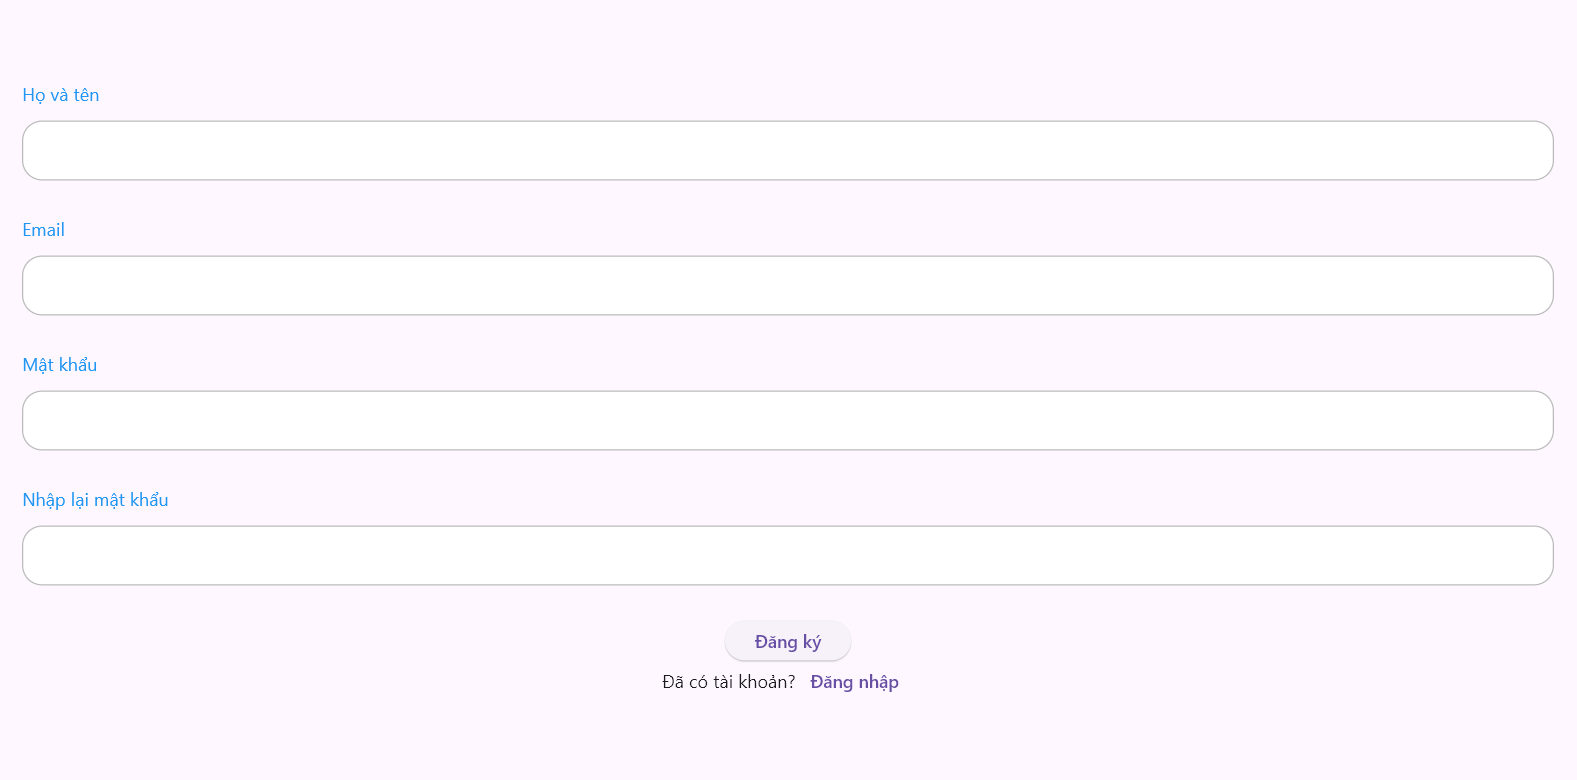 Họ và tên
Email
Mật khẩu
Nhập lại mật khẩu
Đăng ký
Đã có tài khoản? Đăng nhập